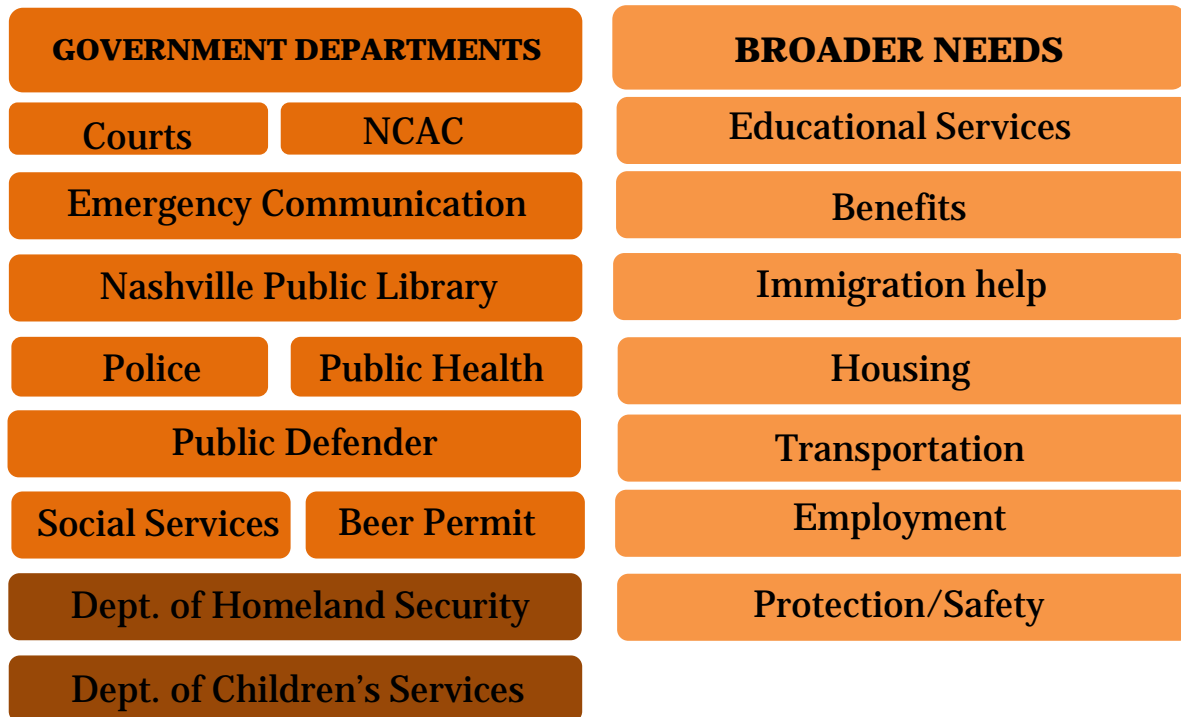 GOVERNMENT DEPARTMENTS
Courts
NCAC
Emergency Communication
Nashville Public Library
Police
Public Health
Public Defender
Social Services
Beer Permit
Dept. of Homeland Security
Dept. of Children's Services
BROADER NEEDS
Educational Services
Benefits
Immigration help
Housing
Transportation
Employment
Protection/Safety